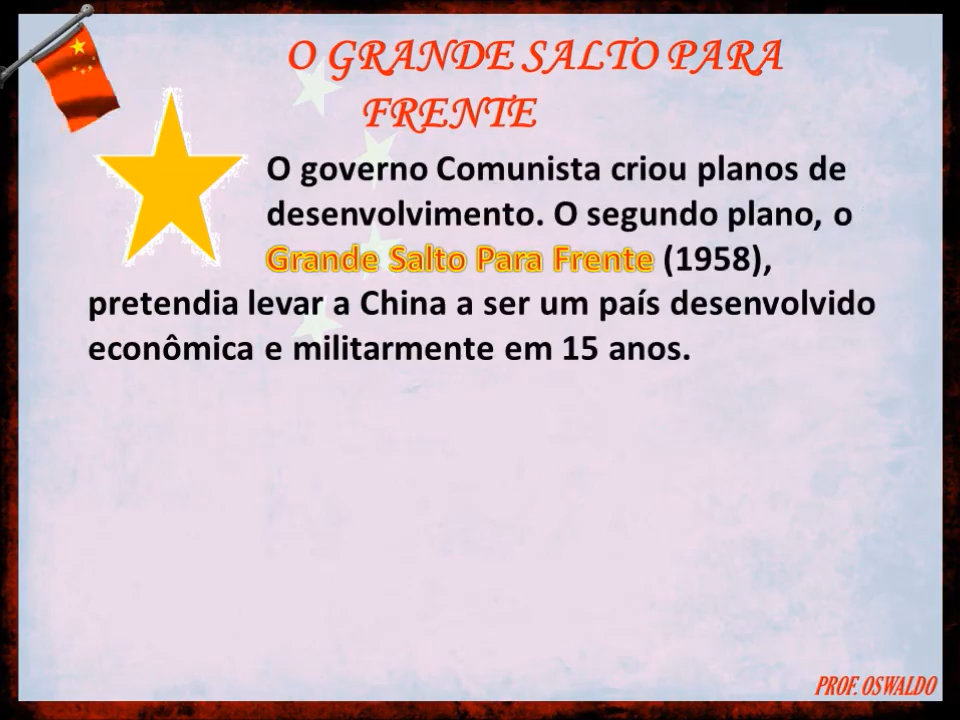 O GRANDE SALTO PARA
FRENTE
O governo Comunista criou planos de
desenvolvimento. O segundo plano, o
Grande Salto Para Frente (1958),
pretendia levar a China a ser um país desenvolvido
econômica e militarmente em 15 anos.
PROF. OSWALDO